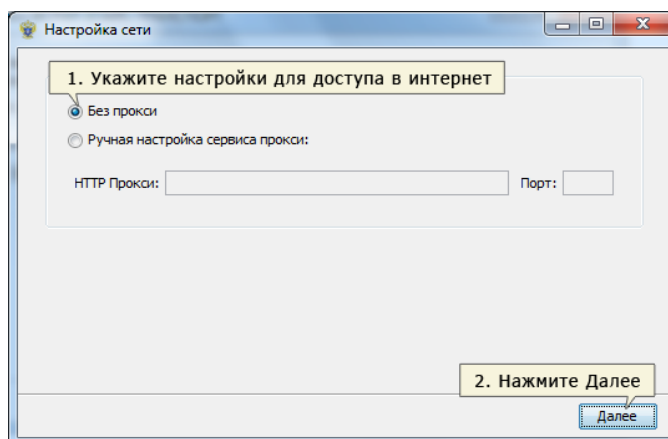 Настройка сети
1. Укажите настройки для доступа в интернет
Без прокси
Ручная настройка сервиса прокси:
HTTP Прокси:
Порт:
2. Нажмите Далее
Далее